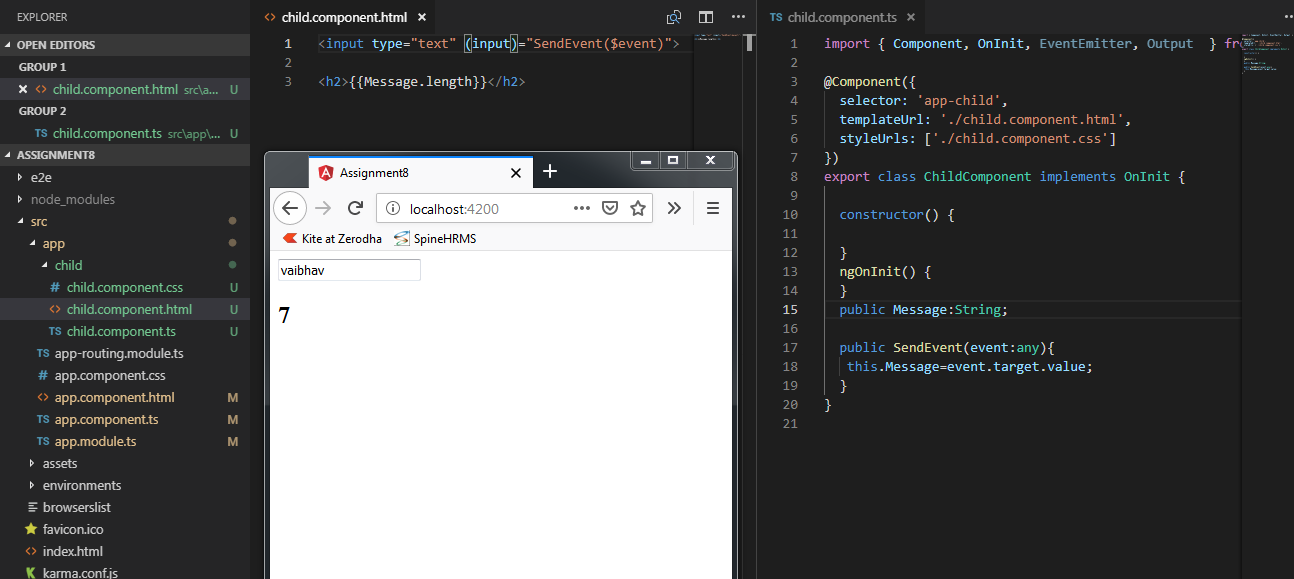 EXPLORER
OPEN EDITORS
GROUP 1
child.component.html src\a... U
GROUP 2
TS child.component.ts src\app\... U
ASSIGNMENT8
e2e
node_modules
src
app
child
# child.component.css U
<> child.component.html U
TS child.component.ts U
TS app-routing.module.ts
# app.component.css
<> app.component.html M
TS app.component.ts M
TS app.module.ts M
assets
environments
browserslist
favicon.ico
<> index.html
karma.conf.js
<> child.component.html
1 <input type="text" (input)="SendEvent($event)">
2
3 <h2>{{Message.length}}</h2>
Assignment8
localhost:4200
Kite at Zerodha SpineHRMS
vaibhav
7
TS child.component.ts
1 import { Component, OnInit, EventEmitter, Output } fr
2
3 @Component({
4 selector: 'app-child',
5 templateUrl: './child.component.html',
6 styleUrls: ['./child.component.css']
7 })
8 export class ChildComponent implements OnInit {
9
10 constructor() {
11
12 }
13 ngOnInit() {
14 }
15 public Message:String;
16
17 public SendEvent(event:any){
18 this.Message=event.target.value;
19 }
20 }
21